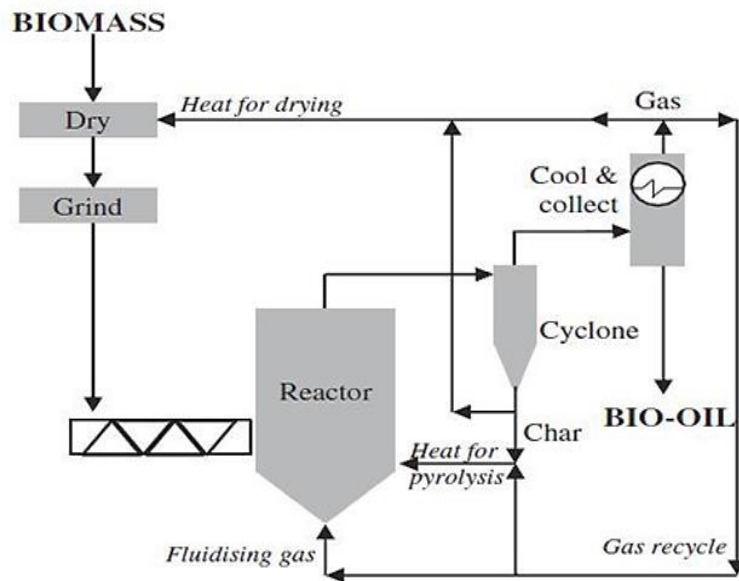 BIOMASS
Heat for drying
Gas
Dry
Cool &
collect
Grind
Cyclone
Reactor
BIO-OIL
Char
Heat for
pyrolysis
Fluidising gas
Gas recycle